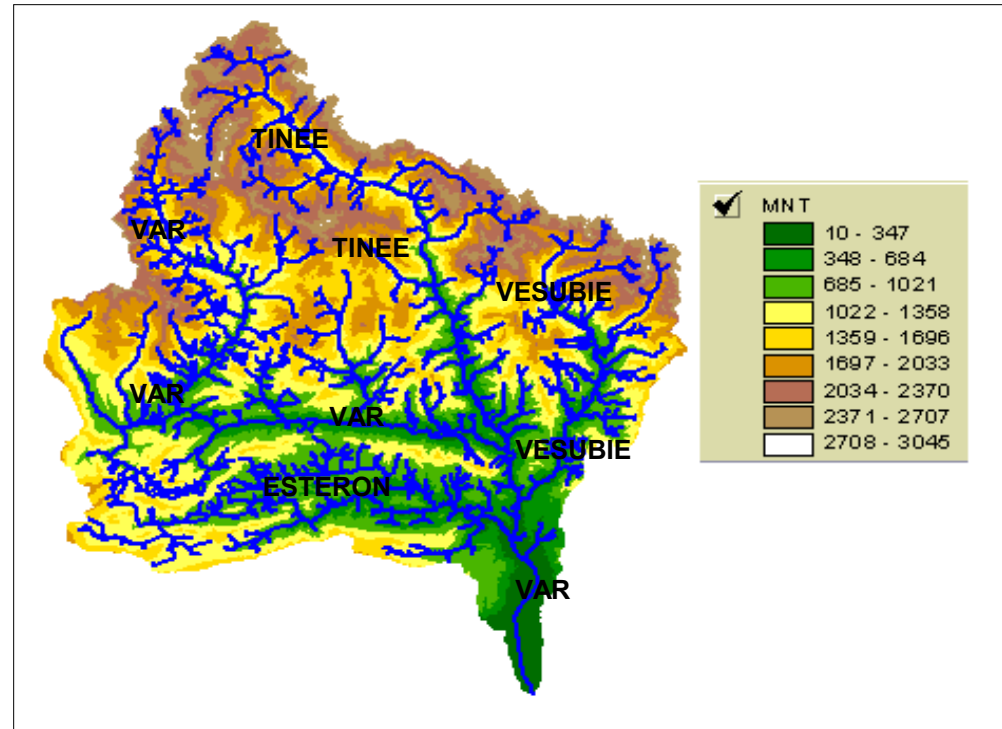 TINEE
VAR
TINEE
VESUBIE
VAR
VAR
VESUBIE
ESTERON
VAR
MNT
10 - 347
348 - 684
685 - 1021
1022 - 1358
1359 - 1696
1697 - 2033
2034 - 2370
2371 - 2707
2708 - 3045